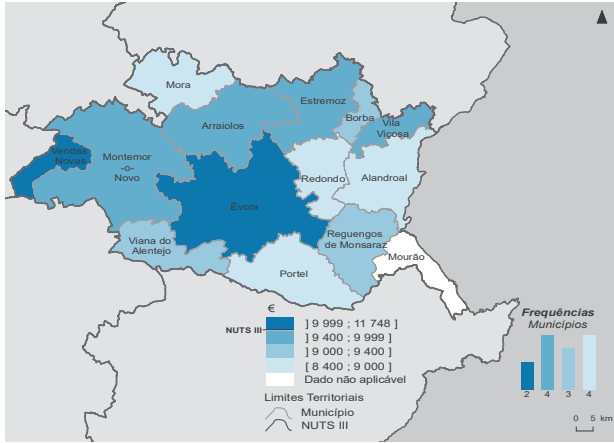 Mora
Estremoz
Borba
Vila
Viçosa
Arraiolos
Vendas
Novas
Montemor
-o-
Novo
Redondo
Alandroal
Évora
Reguengos
de Monsaraz
Viana do
Alentejo
Mourão
Portel
€
NUTS III
] 9 999 ; 11 748 ]
] 9 400 ; 9 999 ]
] 9 000 ; 9 400 ]
[ 8 400 ; 9 000 ]
Dado não aplicável
Limites Territoriais
Município
NUTS III
Frequências
Municípios
2 4 3 4
0 5 km